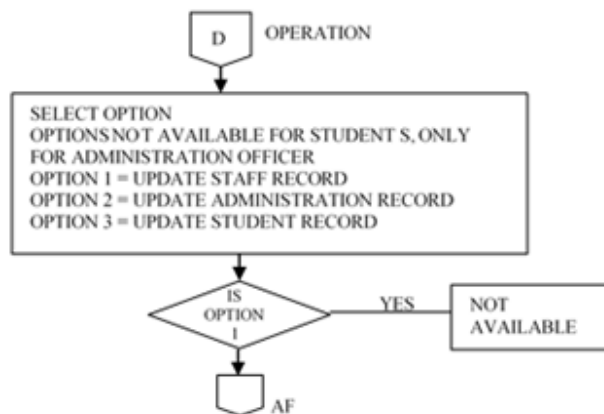 D
OPERATION
SELECT OPTION
OPTIONS NOT AVAILABLE FOR STUDENT S, ONLY
FOR ADMINISTRATION OFFICER
OPTION 1 = UPDATE STAFF RECORD
OPTION 2 = UPDATE ADMINISTRATION RECORD
OPTION 3 = UPDATE STUDENT RECORD
IS
OPTION
1
YES
NOT
AVAILABLE
AF